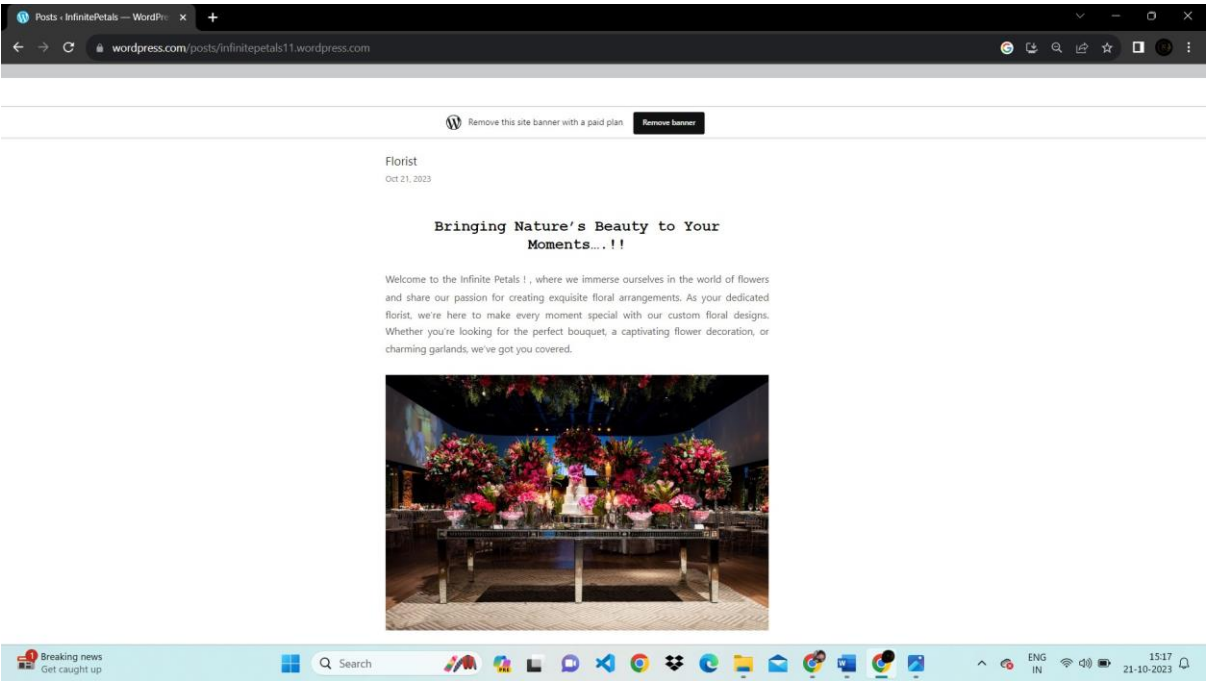 Posts ‹ InfinitePetals — WordPre
wordpress.com/posts/infinitepetals11.wordpress.com
Remove this site banner with a paid plan Remove banner
Florist
Oct 21, 2023
Bringing Nature's Beauty to Your
Moments….!!
Welcome to the Infinite Petals ! , where we immerse ourselves in the world of flowers
and share our passion for creating exquisite floral arrangements. As your dedicated
florist, we're here to make every moment special with our custom floral designs.
Whether you're looking for the perfect bouquet, a captivating flower decoration, or
charming garlands, we've got you covered.
1
Breaking news
Get caught up
Search
PRE
ENG
IN
15:17
21-10-2023